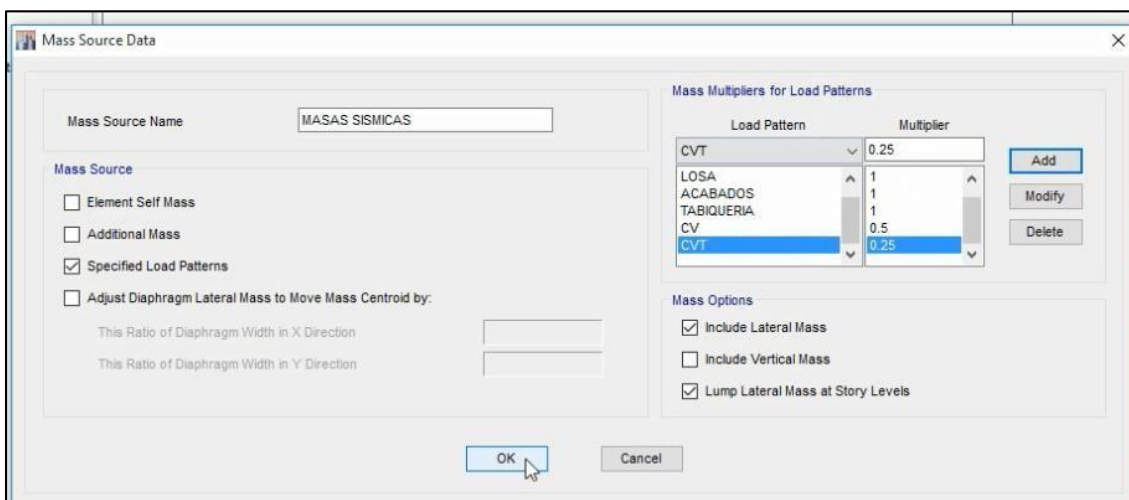 Mass Source Data
Mass Source Name
MASAS SISMICAS
Mass Source
Element Self Mass
Additional Mass
Specified Load Patterns
Adjust Diaphragm Lateral Mass to Move Mass Centroid by:
This Ratio of Diaphragm Width in X Direction
This Ratio of Diaphragm Width in Y Direction
Mass Multipliers for Load Patterns
Load Pattern Multiplier
CVT 0.25
LOSA 1
ACABADOS 1
TABIQUERIA 1
CV 0.5
CVT 0.25
Add
Modify
Delete
Mass Options
Include Lateral Mass
Include Vertical Mass
Lump Lateral Mass at Story Levels
OK Cancel